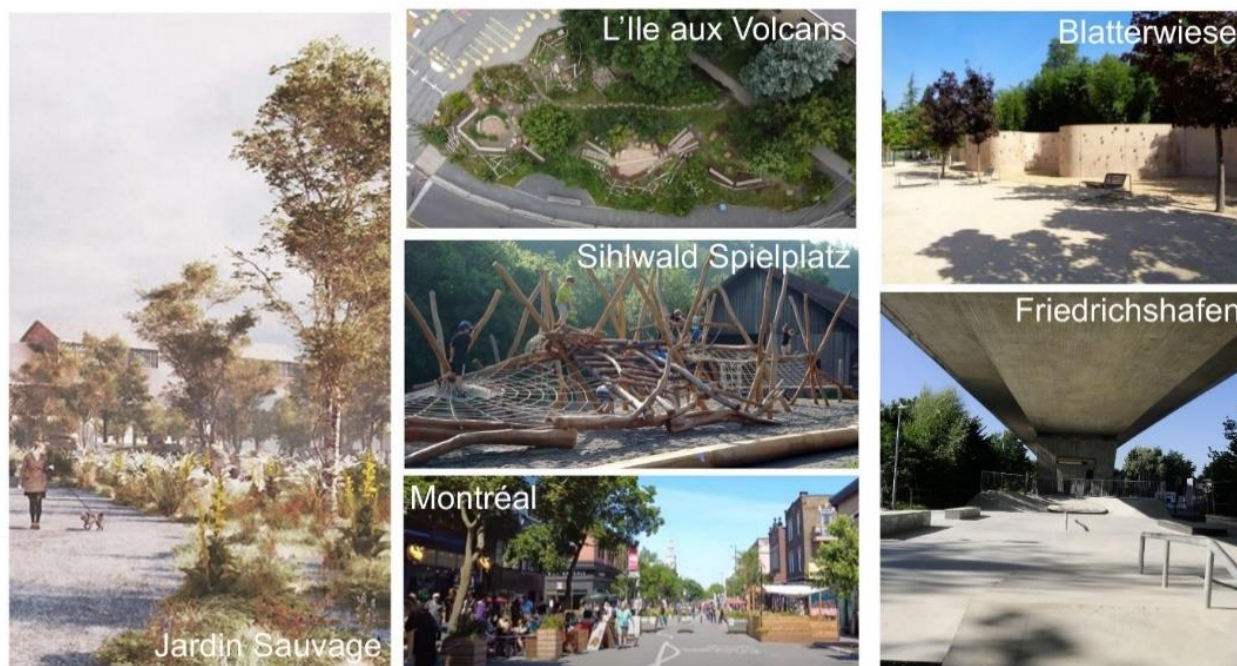 Jardin Sauvage
L'Ile aux Volcans
Sihlwald Spielplatz
Montréal
Blatterwiese
Friedrichshafen